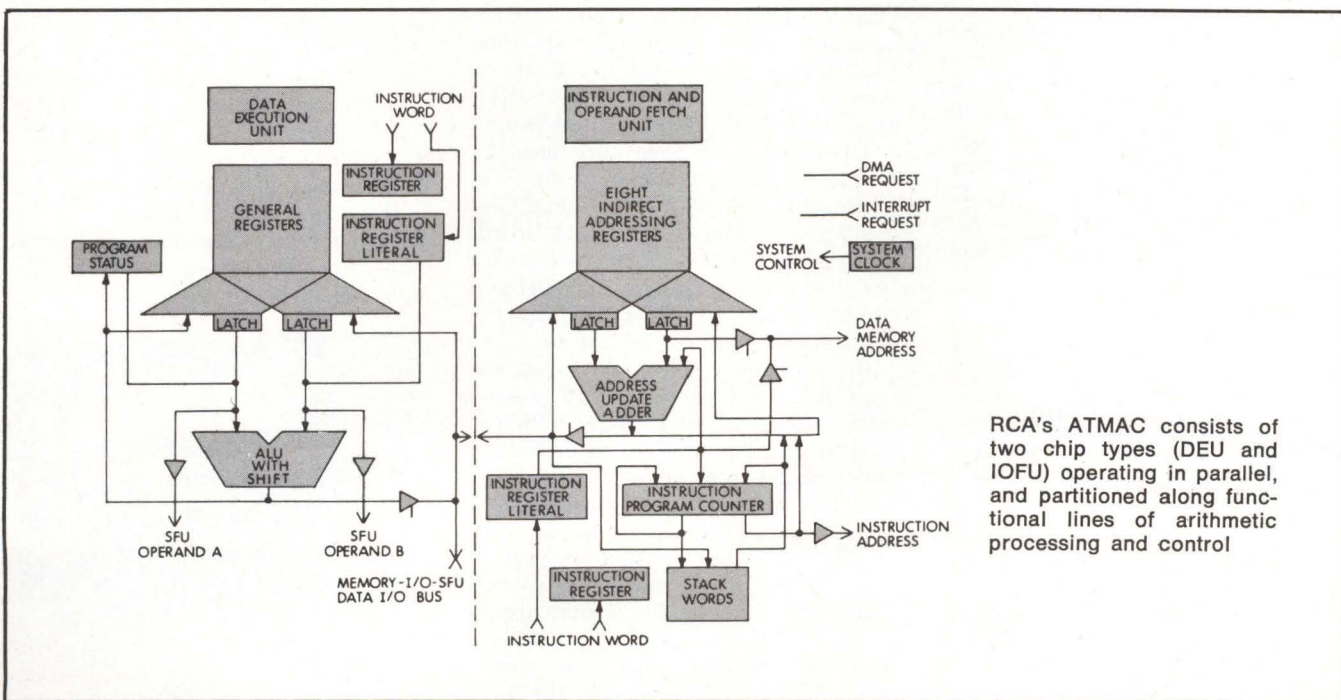 DATA
EXECUTION
UNIT
INSTRUCTION
WORD
INSTRUCTION
REGISTER
GENERAL
REGISTERS
INSTRUCTION
REGISTER
LITERAL
PROGRAM
STATUS
LATCH
LATCH
ALU
WITH
SHIFT
SFU
OPERAND A
SFU
OPERAND B
MEMORY-I/O-SFU
DATA I/O BUS
INSTRUCTION AND
OPERAND FETCH
UNIT
EIGHT
INDIRECT
ADDRESSING
REGISTERS
DMA
REQUEST
INTERRUPT
REQUEST
SYSTEM
CONTROL
SYSTEM
CLOCK
LATCH
LATCH
DATA
MEMORY
ADDRESS
ADDRESS
UPDATE
ADDER
INSTRUCTION
REGISTER
LITERAL
INSTRUCTION
PROGRAM COUNTER
INSTRUCTION
ADDRESS
INSTRUCTION
REGISTER
STACK
WORDS
INSTRUCTION WORD
RCA's ATMAC consists of
two chip types (DEU and
IOFU) operating in parallel,
and partitioned along func-
tional lines of arithmetic
processing and control